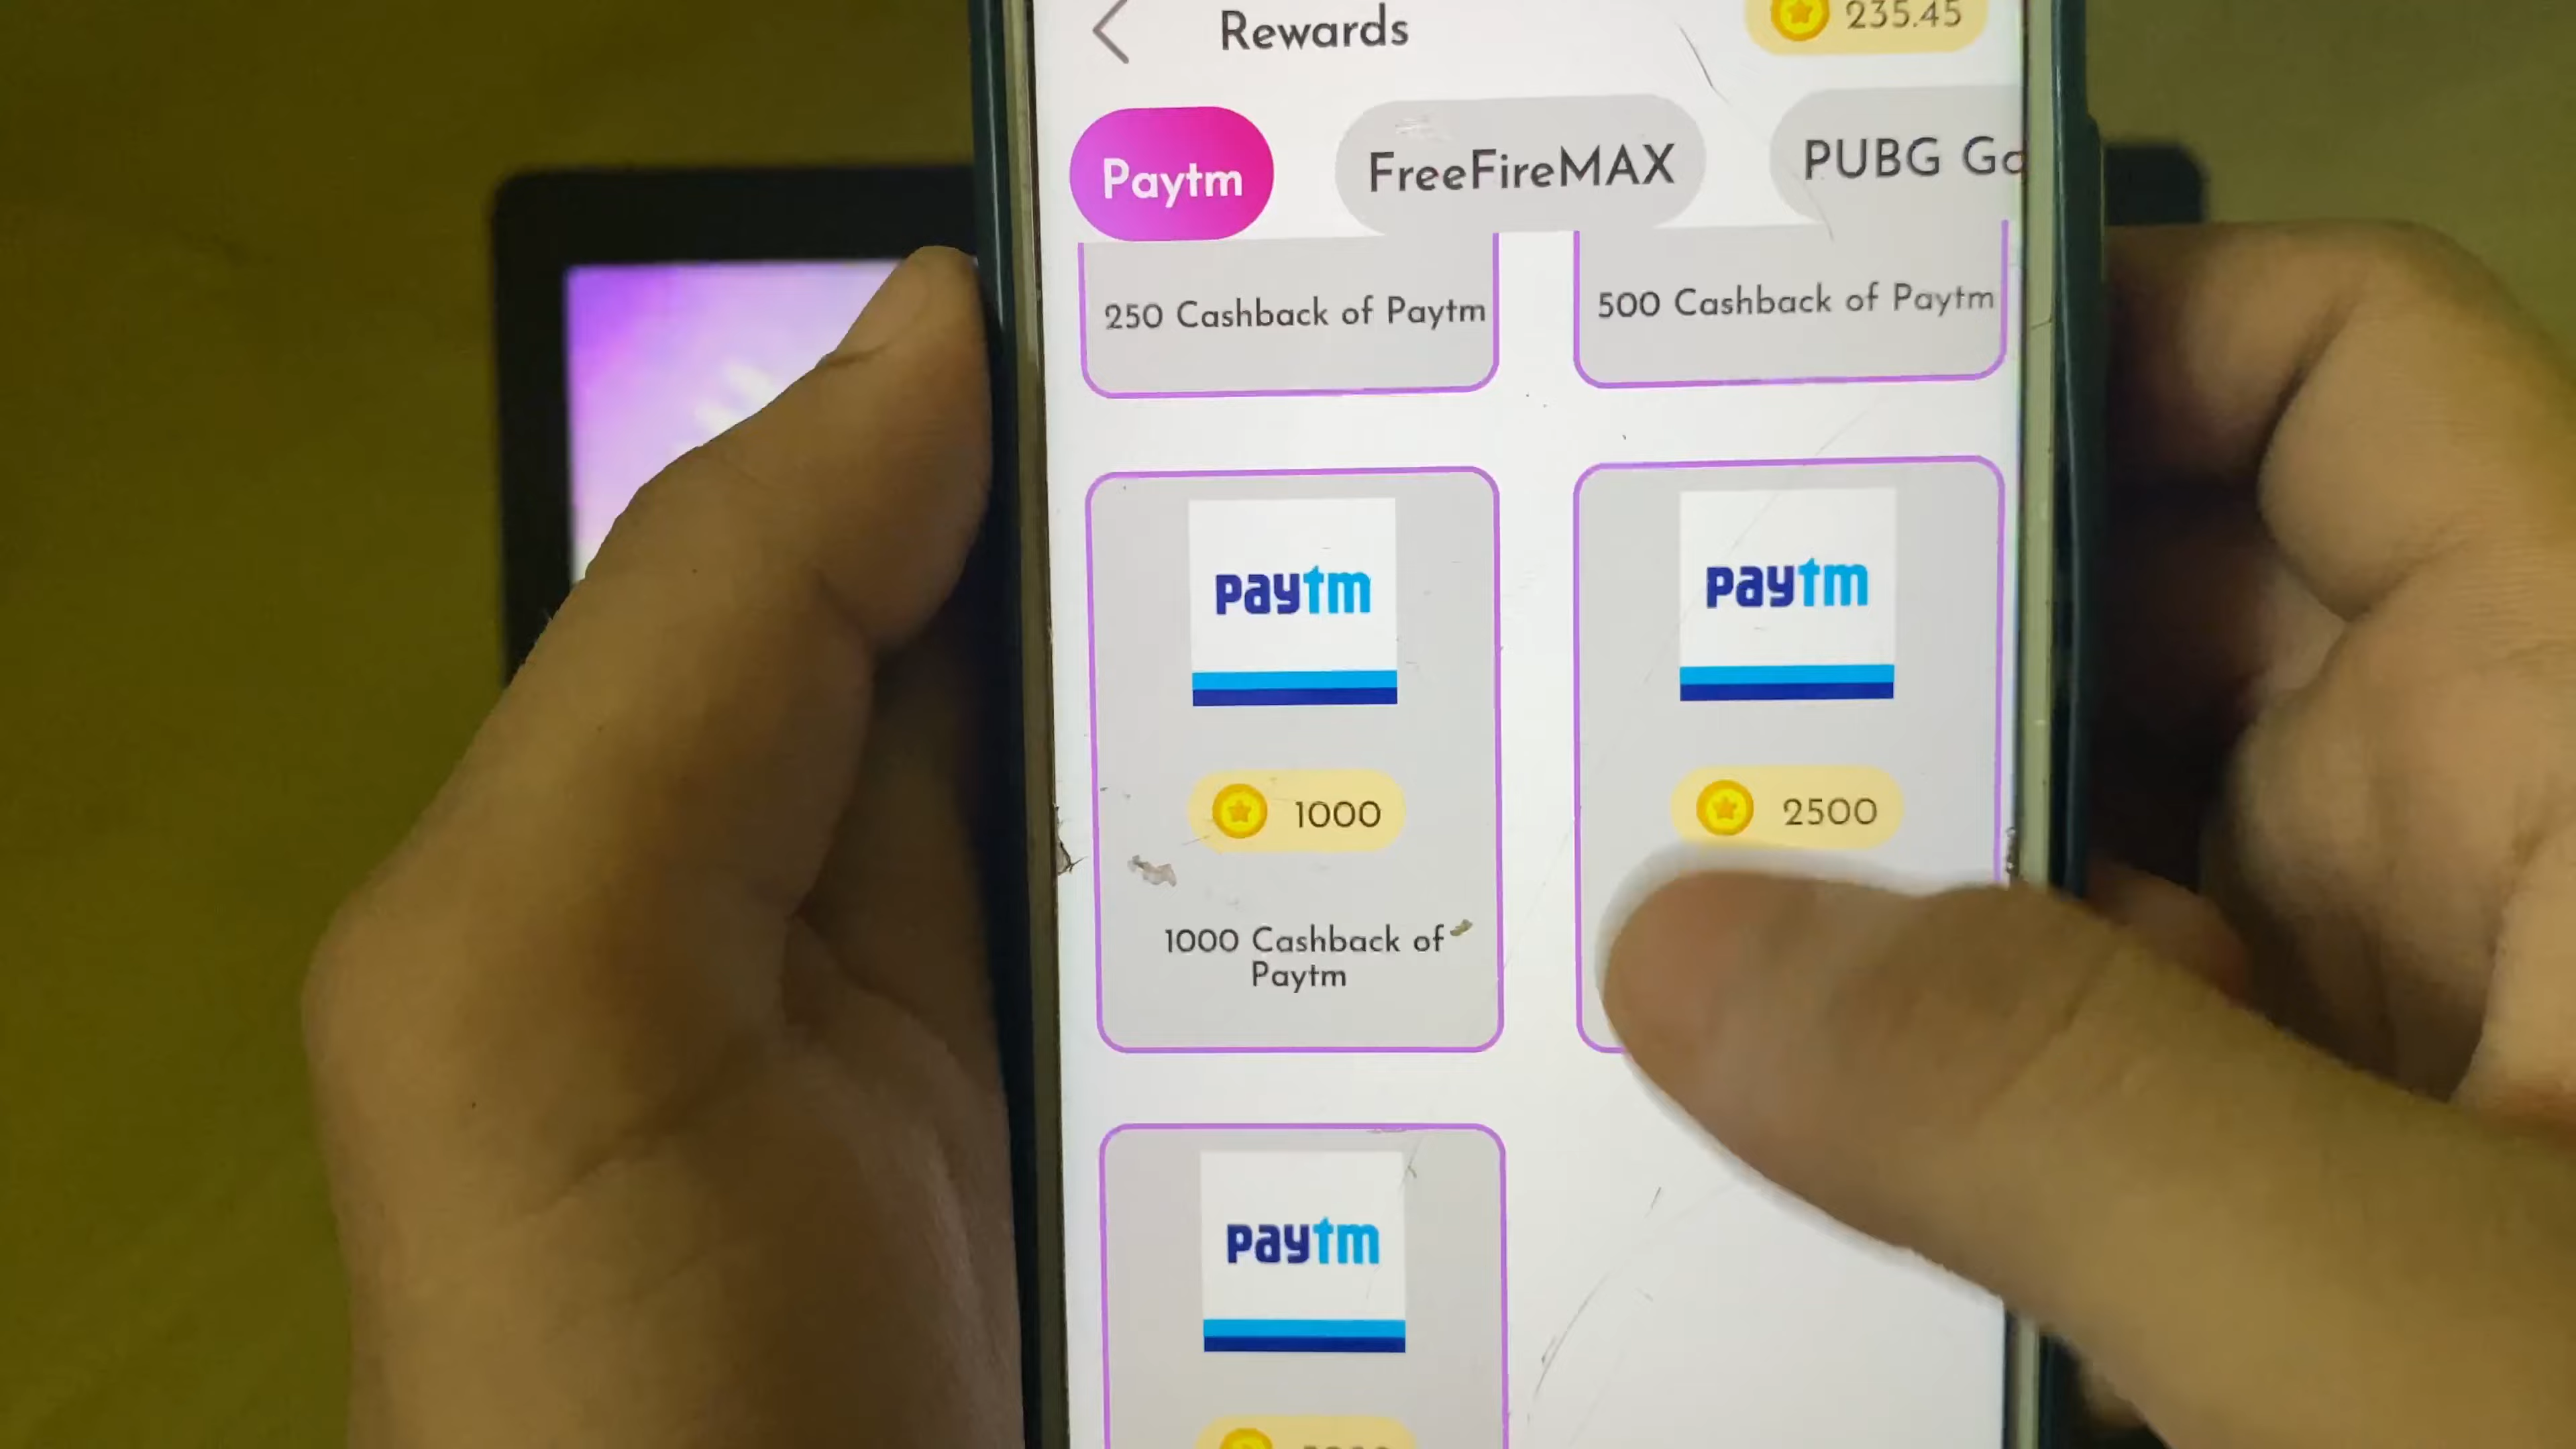 Rewards
235.45
Paytm
FreeFireMAX
PUBG
250 Cashback of Paytm
500 Cashback of Paytm
paytm
paytm
1000
2500
1000 Cashback of
Paytm
paytm